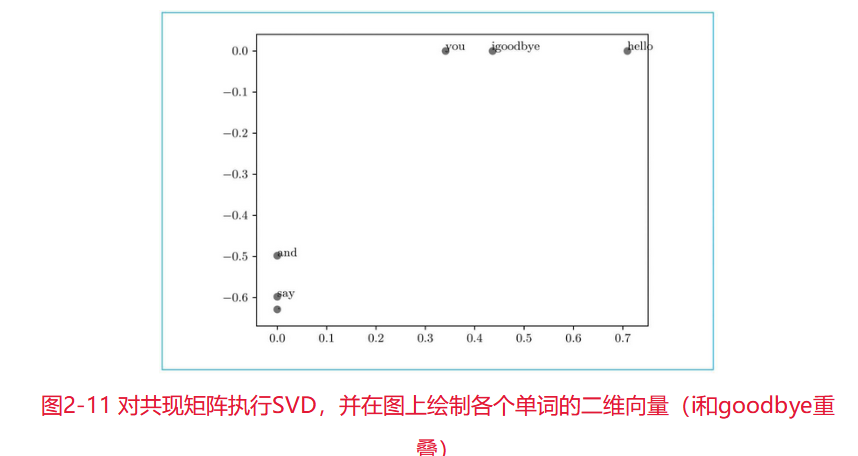 0.0
you
igoodbye
hello
−0.1
−0.2
−0.3
−0.4
−0.5
and
−0.6
say
.
0.0 0.1 0.2 0.3 0.4 0.5 0.6 0.7
图2-11 对共现矩阵执行SVD，并在图上绘制各个单词的二维向量（i和goodbye重
叠）